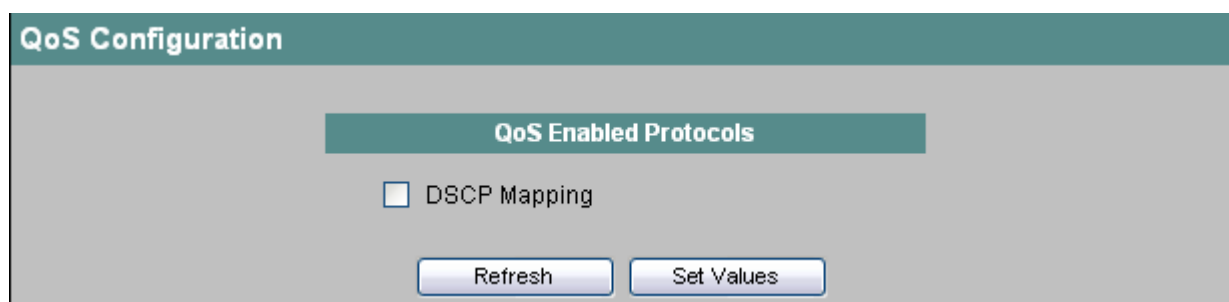 QoS Configuration
QoS Enabled Protocols
DSCP Mapping
Refresh Set Values